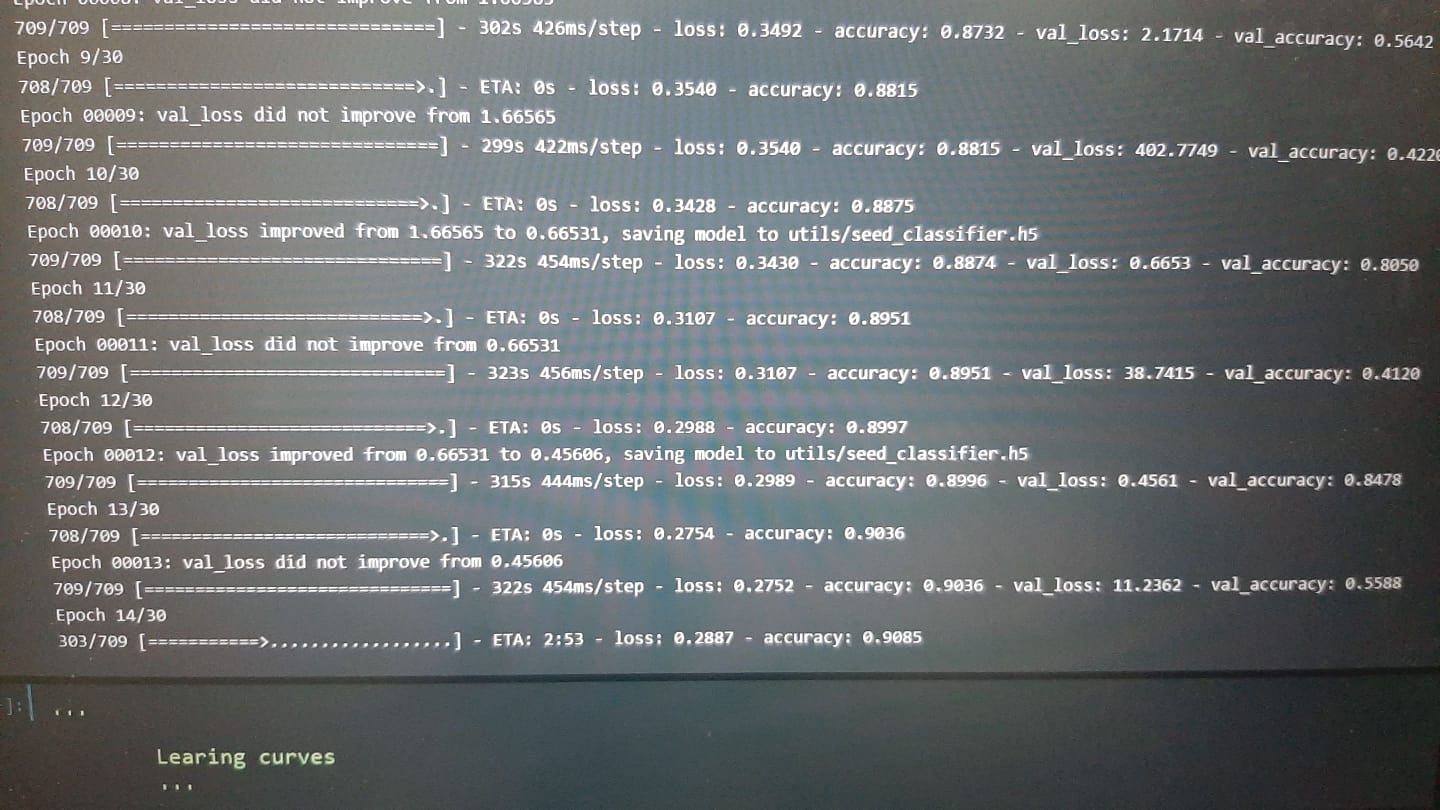 Epoch 00008: val_loss did not improve from 1.66565
709/709 [==============================] - 302s 426ms/step - loss: 0.3492 - accuracy: 0.8732 - val_loss: 2.1714 - val_accuracy: 0.5642
Epoch 9/30
708/709 [============================>.] - ETA: 0s - loss: 0.3540 - accuracy: 0.8815
Epoch 00009: val_loss did not improve from 1.66565
709/709 [==============================] - 299s 422ms/step - loss: 0.3540 - accuracy: 0.8815 - val_loss: 402.7749 - val_accuracy: 0.422
Epoch 10/30
708/709 [============================>.] - ETA: 0s - loss: 0.3428 - accuracy: 0.8875
Epoch 00010: val_loss improved from 1.66565 to 0.66531, saving model to utils/seed_classifier.h5
709/709 [==============================] - 322s 454ms/step - loss: 0.3430 - accuracy: 0.8874 - val_loss: 0.6653 - val_accuracy: 0.8050
Epoch 11/30
708/709 [============================>.] - ETA: 0s - loss: 0.3107 - accuracy: 0.8951
Epoch 00011: val_loss did not improve from 0.66531
709/709 [==============================] - 323s 456ms/step - loss: 0.3107 - accuracy: 0.8951 - val_loss: 38.7415 - val_accuracy: 0.4120
Epoch 12/30
708/709 [============================>.] - ETA: 0s - loss: 0.2988 - accuracy: 0.8997
Epoch 00012: val_loss improved from 0.66531 to 0.45606, saving model to utils/seed_classifier.h5
709/709 [==============================] - 315s 444ms/step - loss: 0.2989 - accuracy: 0.8996 - val_loss: 0.4561 - val_accuracy: 0.8478
Epoch 13/30
708/709 [============================>.] - ETA: 0s - loss: 0.2754 - accuracy: 0.9036
Epoch 00013: val_loss did not improve from 0.45606
709/709 [==============================] - 322s 454ms/step - loss: 0.2752 - accuracy: 0.9036 - val_loss: 11.2362 - val_accuracy: 0.5588
Epoch 14/30
303/709 [===========>..................] - ETA: 2:53 - loss: 0.2887 - accuracy: 0.9085
]: '''
Learing curves
'''